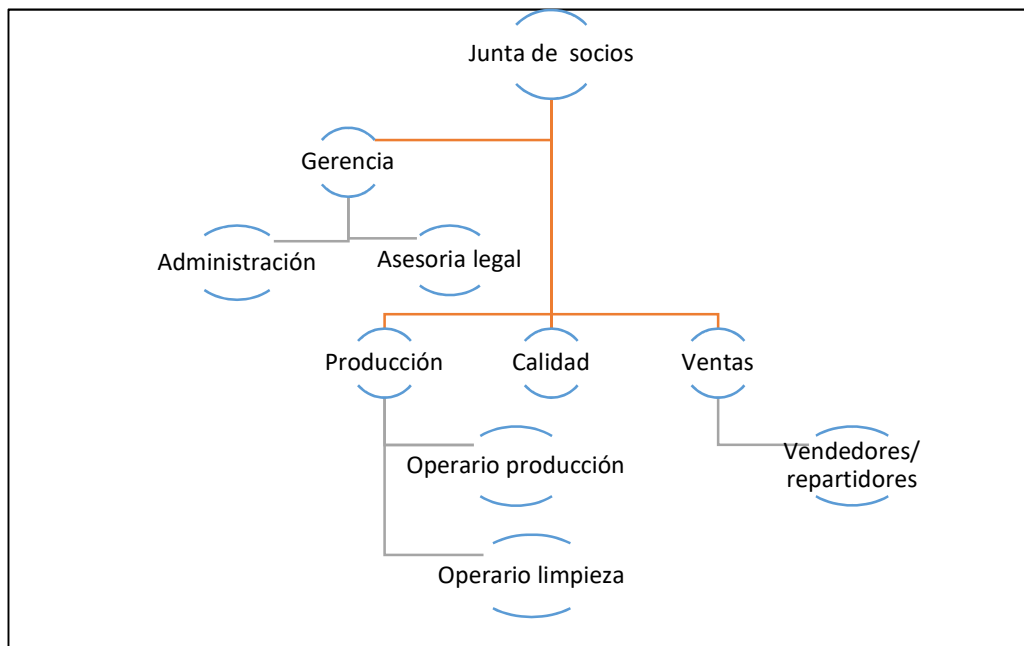 Junta de  socios
Gerencia
Administración
Asesoria legal
Producción
Calidad
Ventas
Operario producción
Vendedores/
repartidores
Operario limpieza